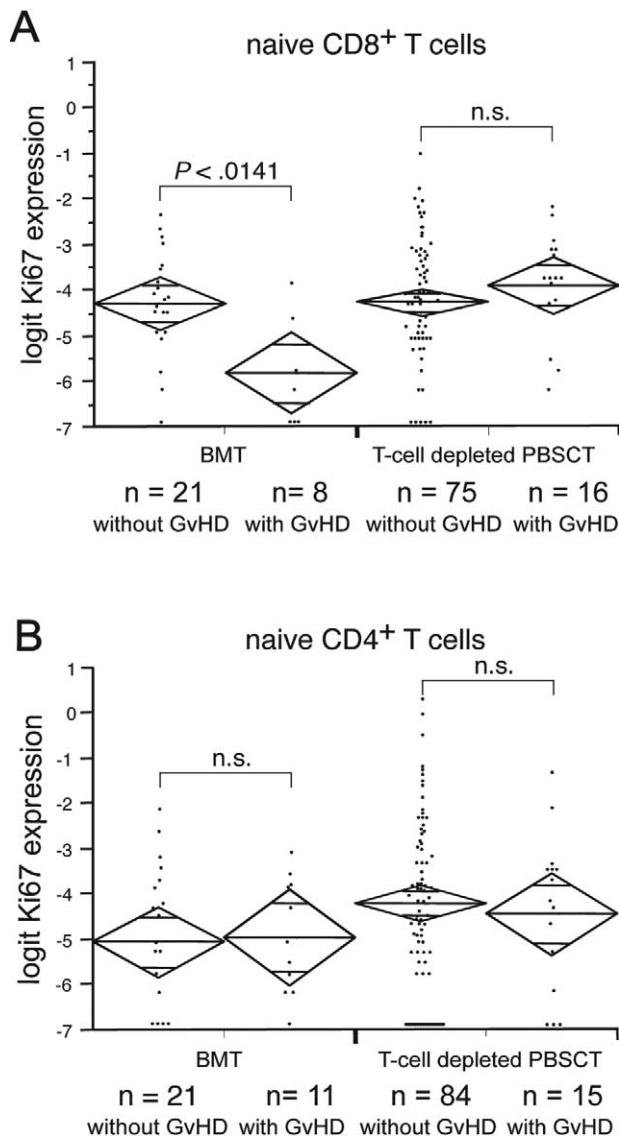 A
naive CD8+ T cells
logit Ki67 expression
1
0
-1
-2
-3
-4
-5
-6
-7
P < .0141
n.s.
BMT
T-cell depleted PBSCT
n = 21
n= 8
n = 75
n = 16
without GvHD
with GvHD
without GvHD
with GvHD
B
naive CD4+ T cells
logit Ki67 expression
1
0
-1
-2
-3
-4
-5
-6
-7
n.s.
n.s.
BMT
T-cell depleted PBSCT
n = 21
n= 11
n = 84
n = 15
without GvHD
with GvHD
without GvHD
with GvHD